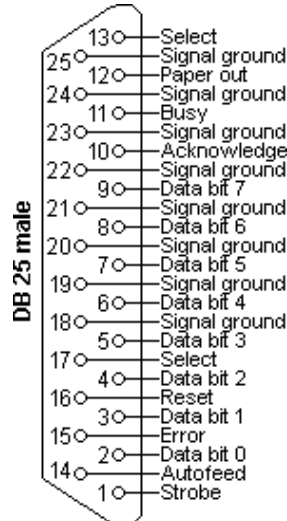 13 Select
25 Signal ground
12 Paper out
24 Signal ground
11 Busy
23 Signal ground
10 Acknowledge
22 Signal ground
9 Data bit 7
21 Signal ground
8 Data bit 6
20 Signal ground
7 Data bit 5
19 Signal ground
6 Data bit 4
18 Signal ground
5 Data bit 3
17 Select
4 Data bit 2
16 Reset
3 Data bit 1
15 Error
2 Data bit 0
14 Autofeed
1 Strobe
DB 25 male